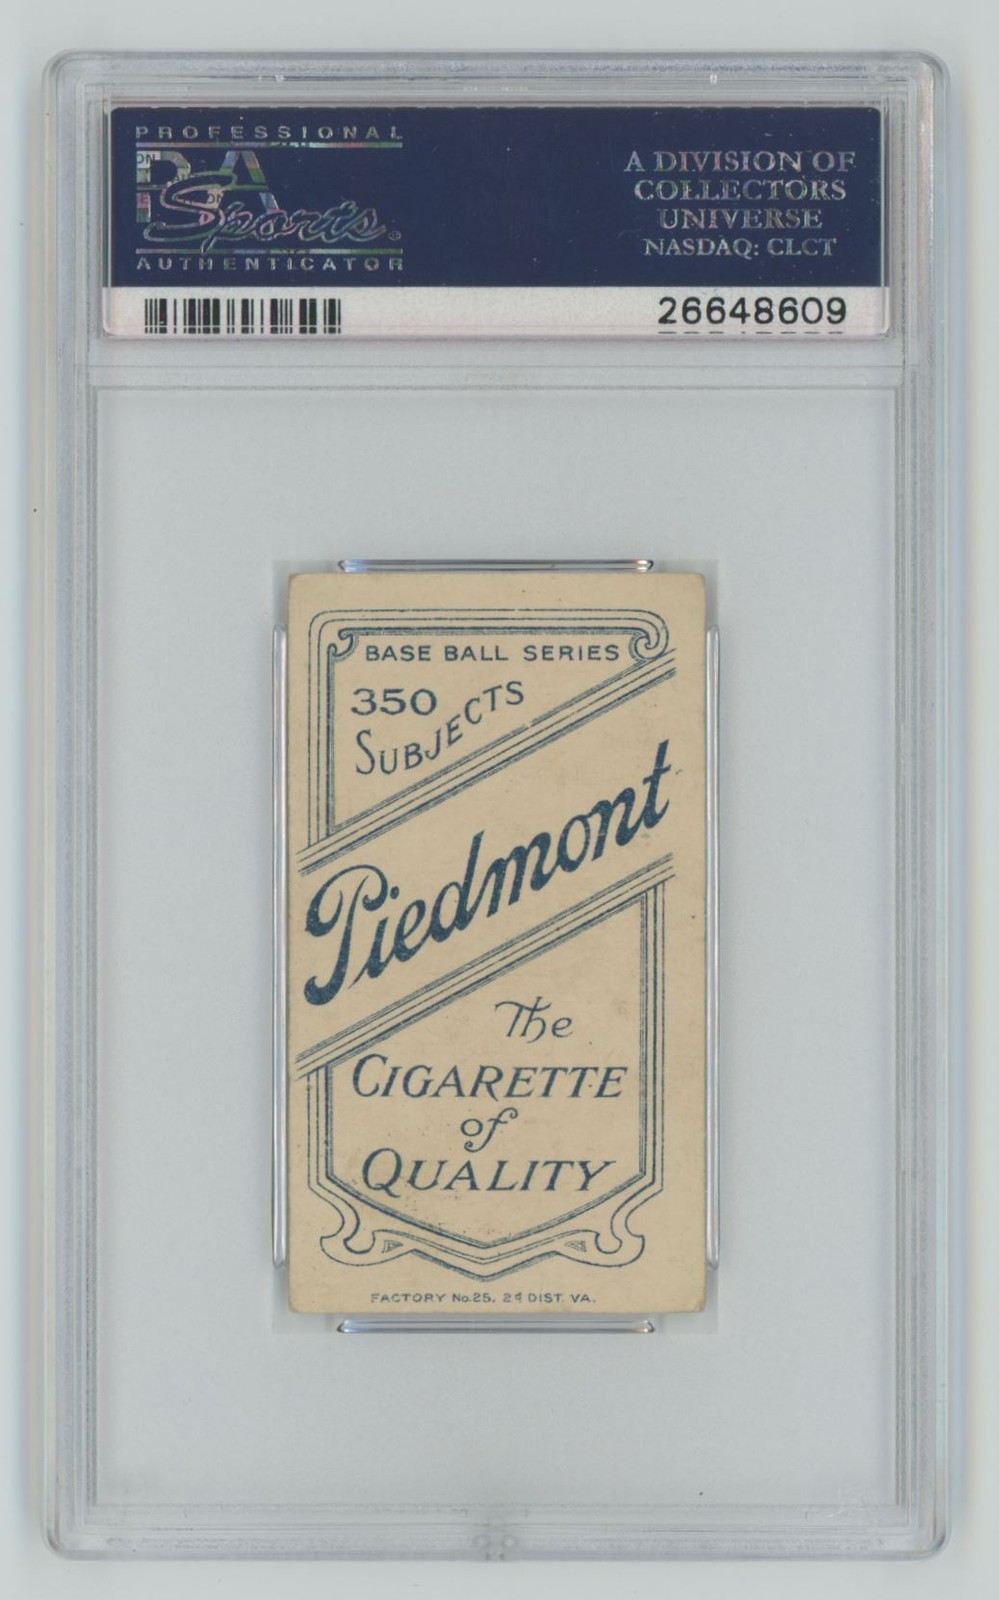 PROFESSIONAL
PSA
Sports
AUTHENTICATOR
A DIVISION OF
COLLECTORS
UNIVERSE
NASDAQ: CLCT
26648609
BASE BALL SERIES
350
SUBJECTS
Piedmont
The
CIGARETTE
of
QUALITY
FACTORY No. 25. 2d DIST. VA.